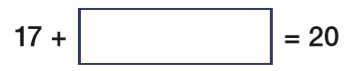 17 + = 20